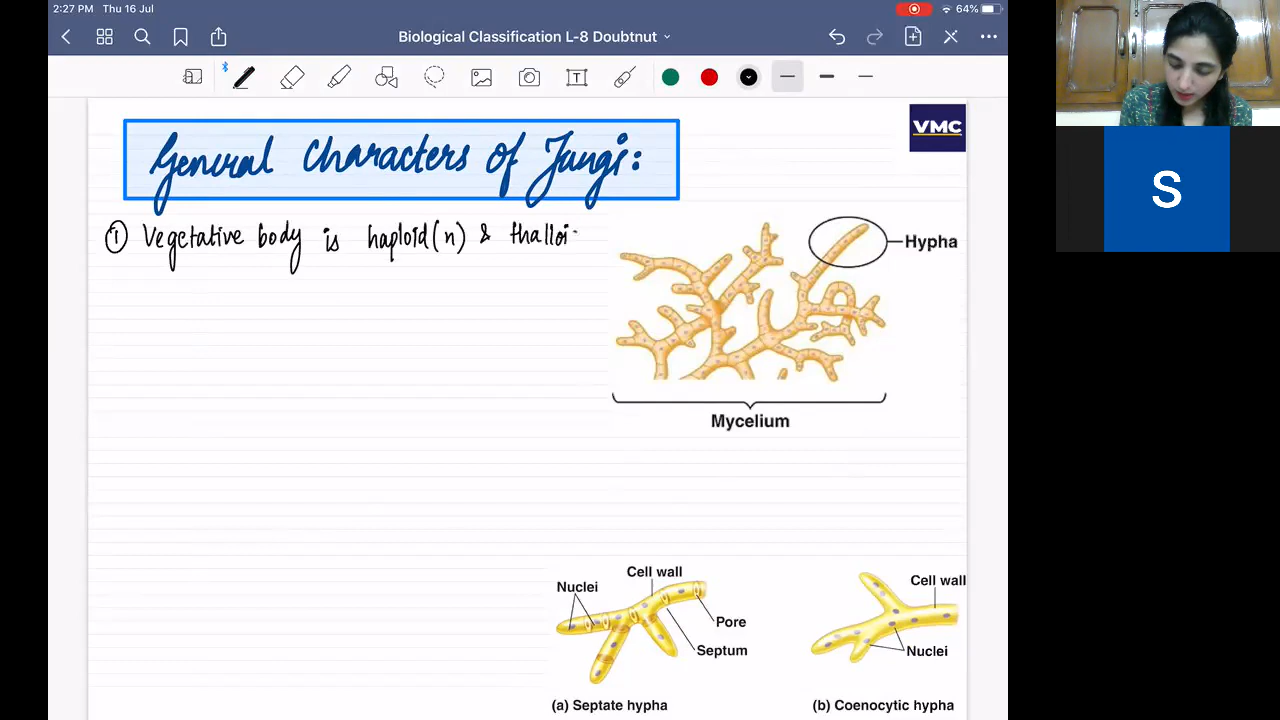 2:27 PM Thu 16 Jul
64%
Biological Classification L-8 Doubtnut
T
VMC
General Characters of Fungi:
① Vegetative body is haploid (n) & thalloi
Hypha
Mycelium
Nuclei
Cell wall
Pore
Septum
(a) Septate hypha
Cell wall
Nuclei
(b) Coenocytic hypha
S